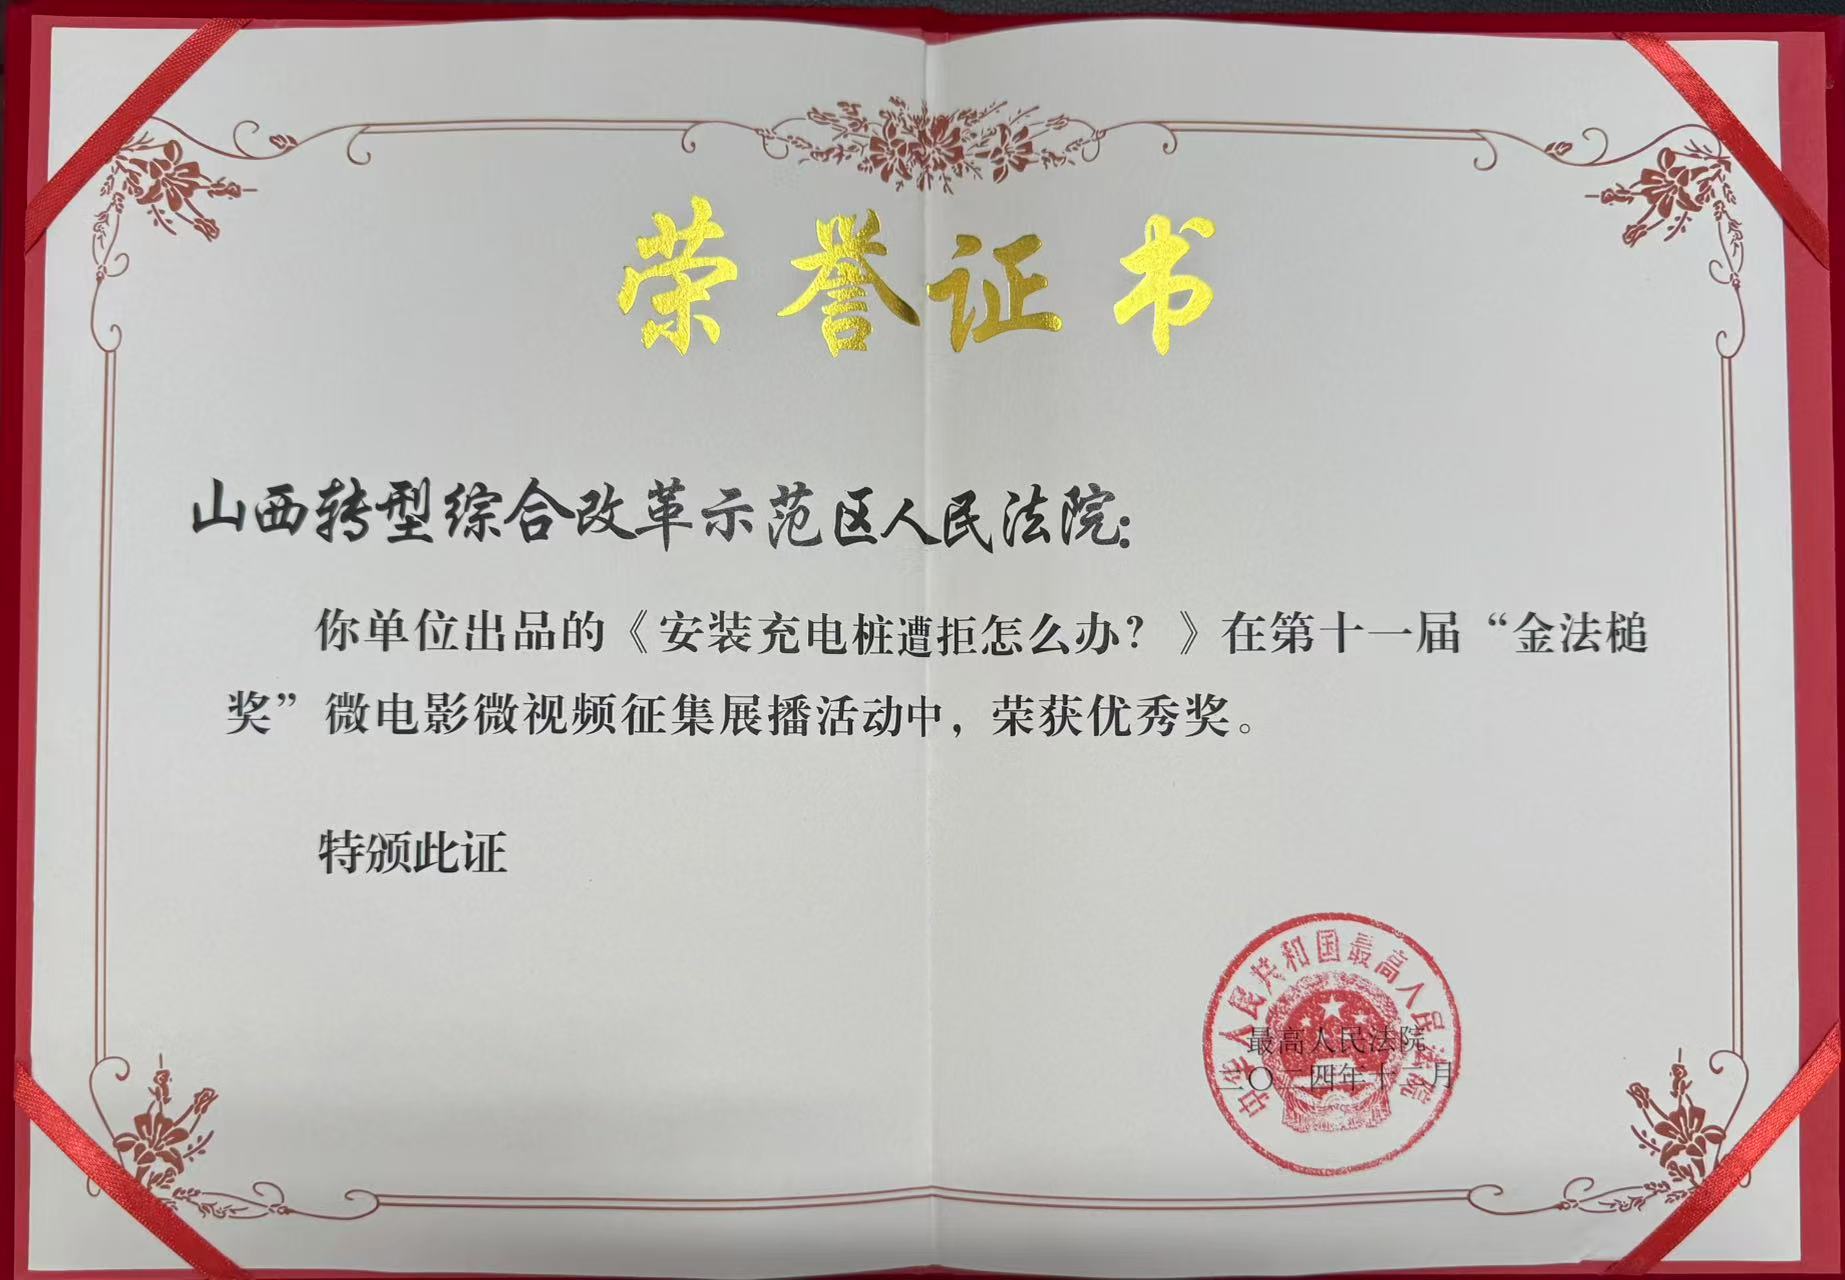 荣誉证书
山西转型综合改革示范区人民法院：
你单位出品的《安装充电桩遭拒怎么办？》在第十一届“金法槌
奖”微电影微视频征集展播活动中，荣获优秀奖。
特颁此证
中华人民共和国最高人民法院
最高人民法院
二〇二四年十二月